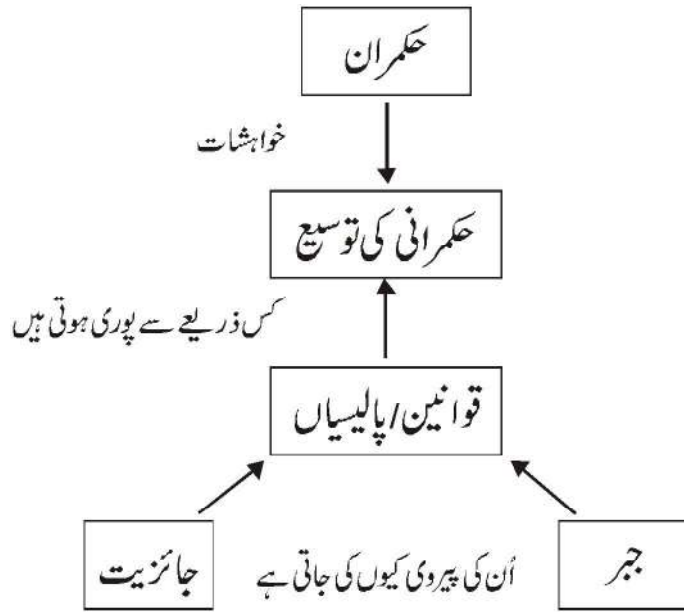 حکمران
خواہشات
حکمرانی کی توسیع
کس ذریعے سے پوری ہوتی ہیں
قوانین/پالیسیاں
جبر
اُن کی پیروی کیوں کی جاتی ہے
جائزیت